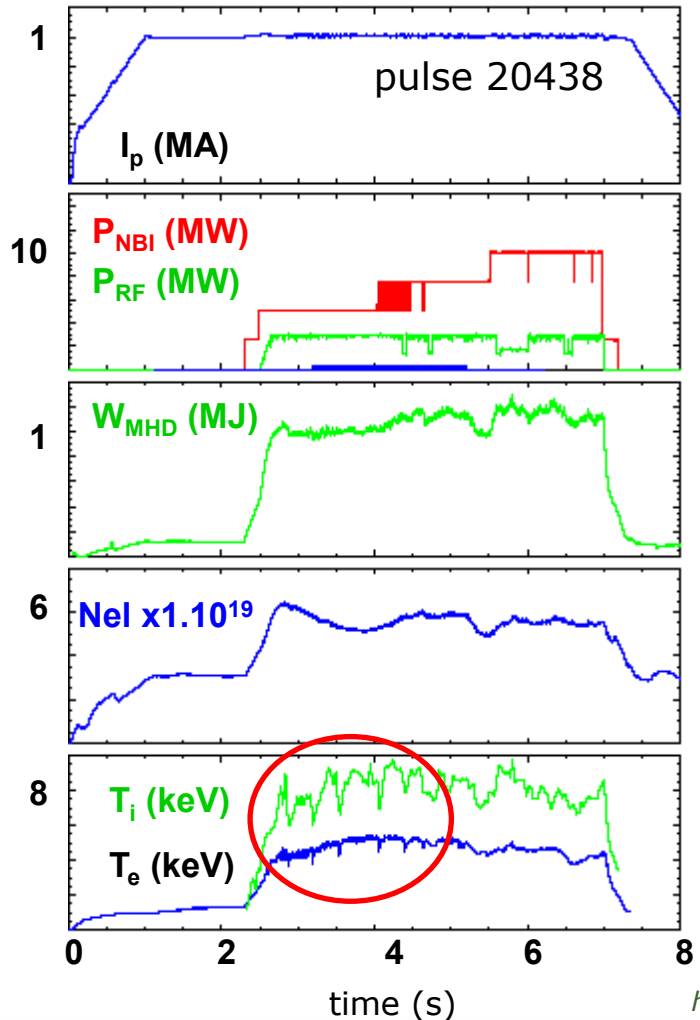 1
pulse 20438
Ip (MA)
PNBI (MW)
10
PRF (MW)
WMHD (MJ)
1
6
Nel x1.10¹⁹
8
Ti (keV)
Te (keV)
0 2 4 6 8
time (s)
h